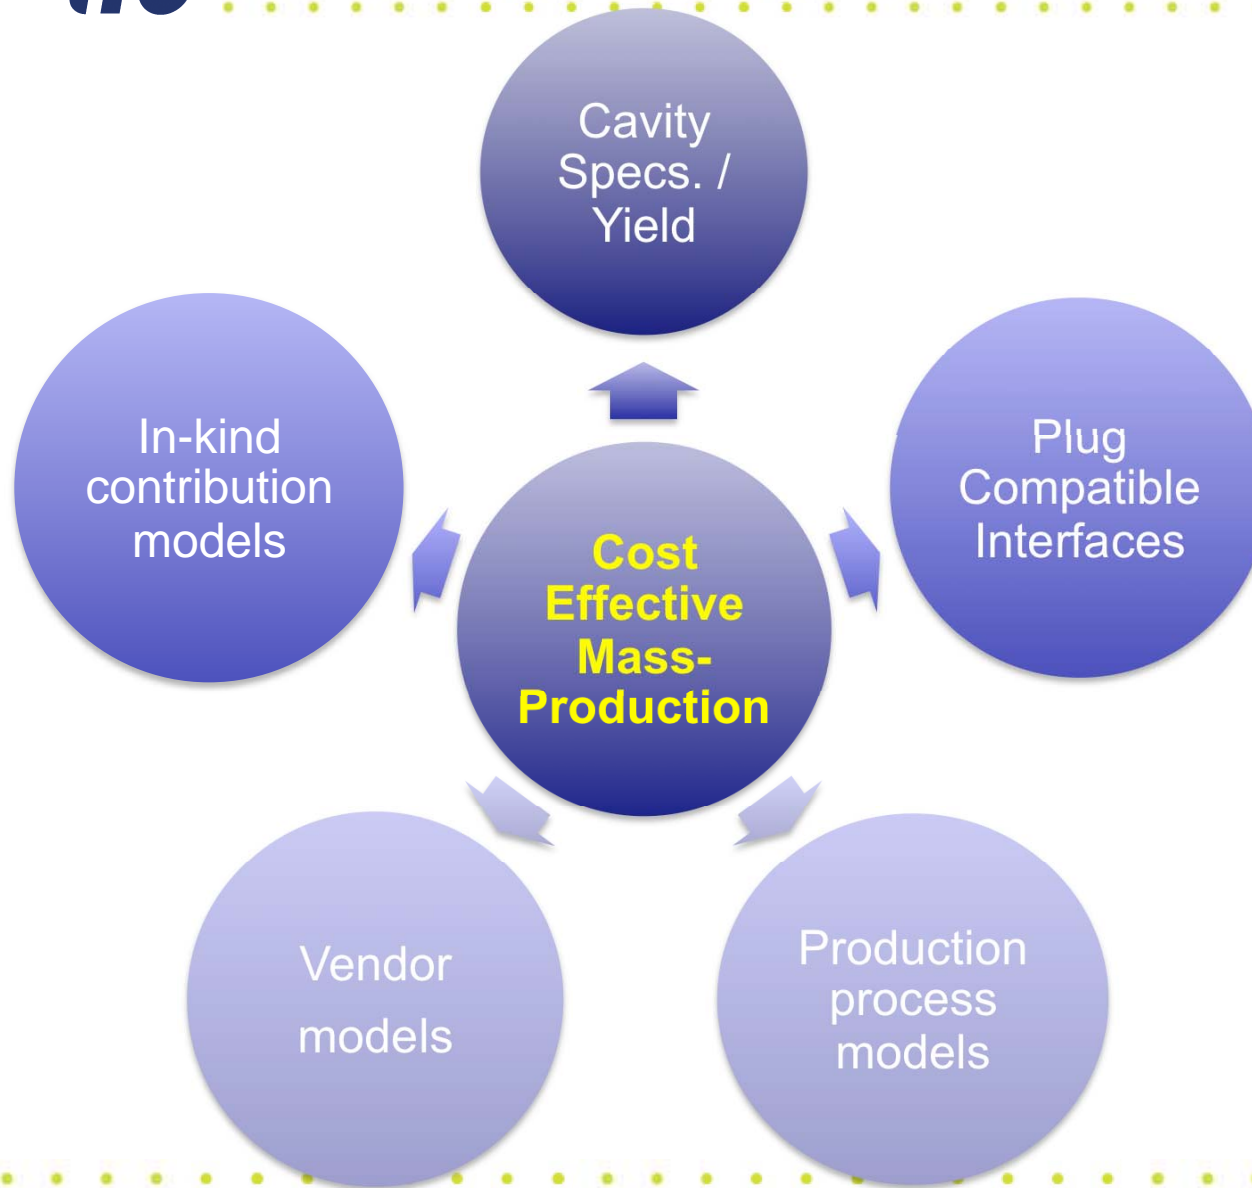 Cavity
Specs. /
Yield
In-kind
contribution
models
Plug
Compatible
Interfaces
Cost
Effective
Mass-
Production
Vendor
models
Production
process
models